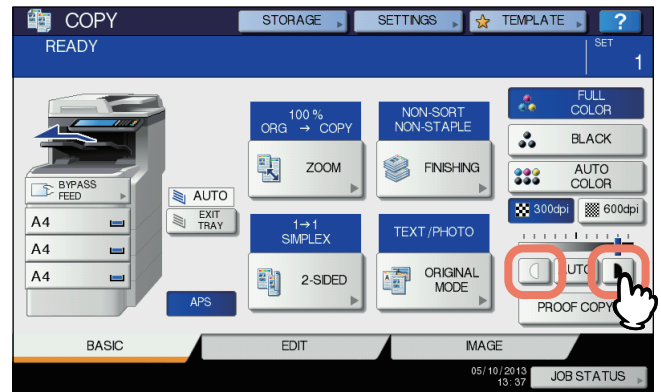 COPY
STORAGE
SETTINGS
TEMPLATE
?
READY
SET
1
100 %
ORG → COPY
ZOOM
NON-SORT
NON-STAPLE
FINISHING
FULL
COLOR
BLACK
AUTO
COLOR
300dpi
600dpi
BYPASS
FEED
A4
A4
A4
AUTO
EXIT
TRAY
APS
1→1
SIMPLEX
2-SIDED
TEXT/PHOTO
ORIGINAL
MODE
AUTO
PROOF COPY
BASIC
EDIT
IMAGE
05/10/2013
13:37
JOB STATUS